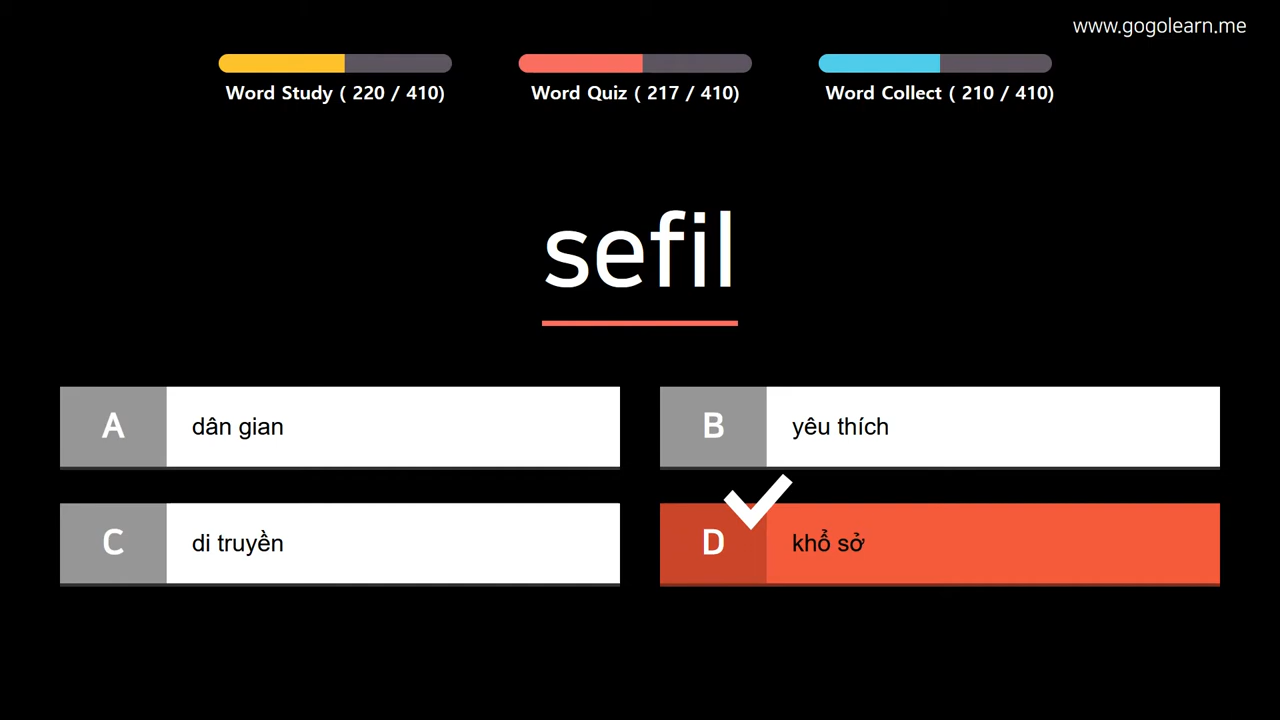 www.gogolearn.me
Word Study ( 220 / 410)
Word Quiz ( 217 / 410)
Word Collect ( 210 / 410)
sefil
A
dân gian
B
yêu thích
C
di truyền
D
khổ sở